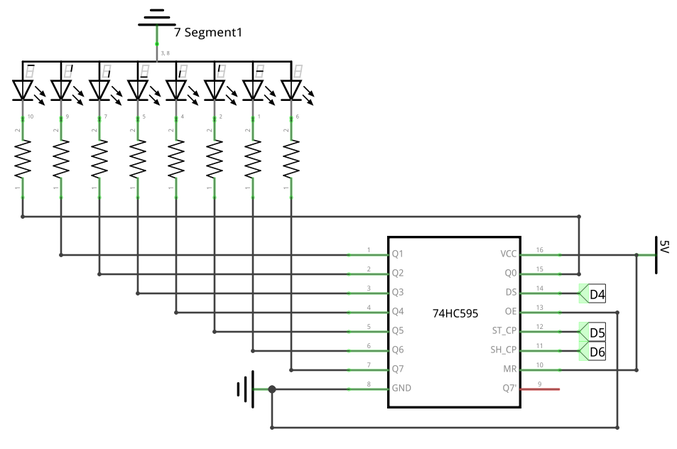 7 Segment1
3, 8
10 9 7 5 4 2 1 6
2 2 2 2 2 2 2 2
1 1 1 1 1 1 1 1
5V
1 Q1 VCC 16
2 Q2 Q0 15
3 Q3 DS 14 D4
4 Q4 74HC595 OE 13
5 Q5 ST_CP 12 D5
6 Q6 SH_CP 11 D6
7 Q7 MR 10
8 GND Q7' 9